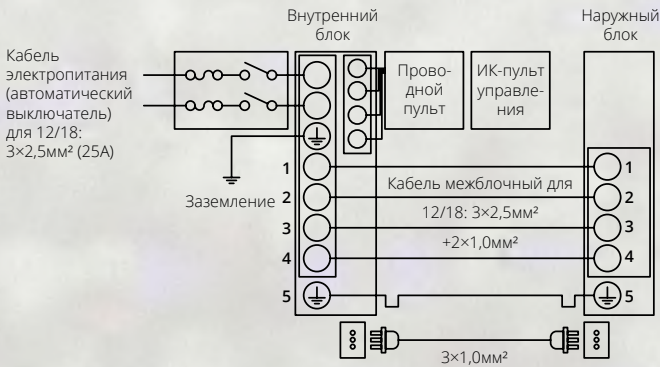 Внутренний
блок
Наружный
блок
Кабель
электропитания
(автоматический
выключатель)
для 12/18:
3×2,5мм² (25А)
Прово-
дной
пульт
ИК-пульт
управле-
ния
Заземление
1
2
3
4
5
Кабель межблочный для
12/18: 3×2,5мм²
+2×1,0мм²
1
2
3
4
5
3×1,0мм²